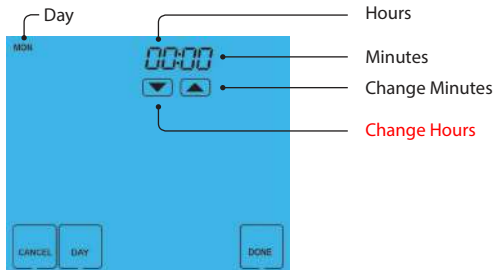 Day
Hours
MON
00:00
Minutes
Change Minutes
Change Hours
CANCEL
DAY
DONE